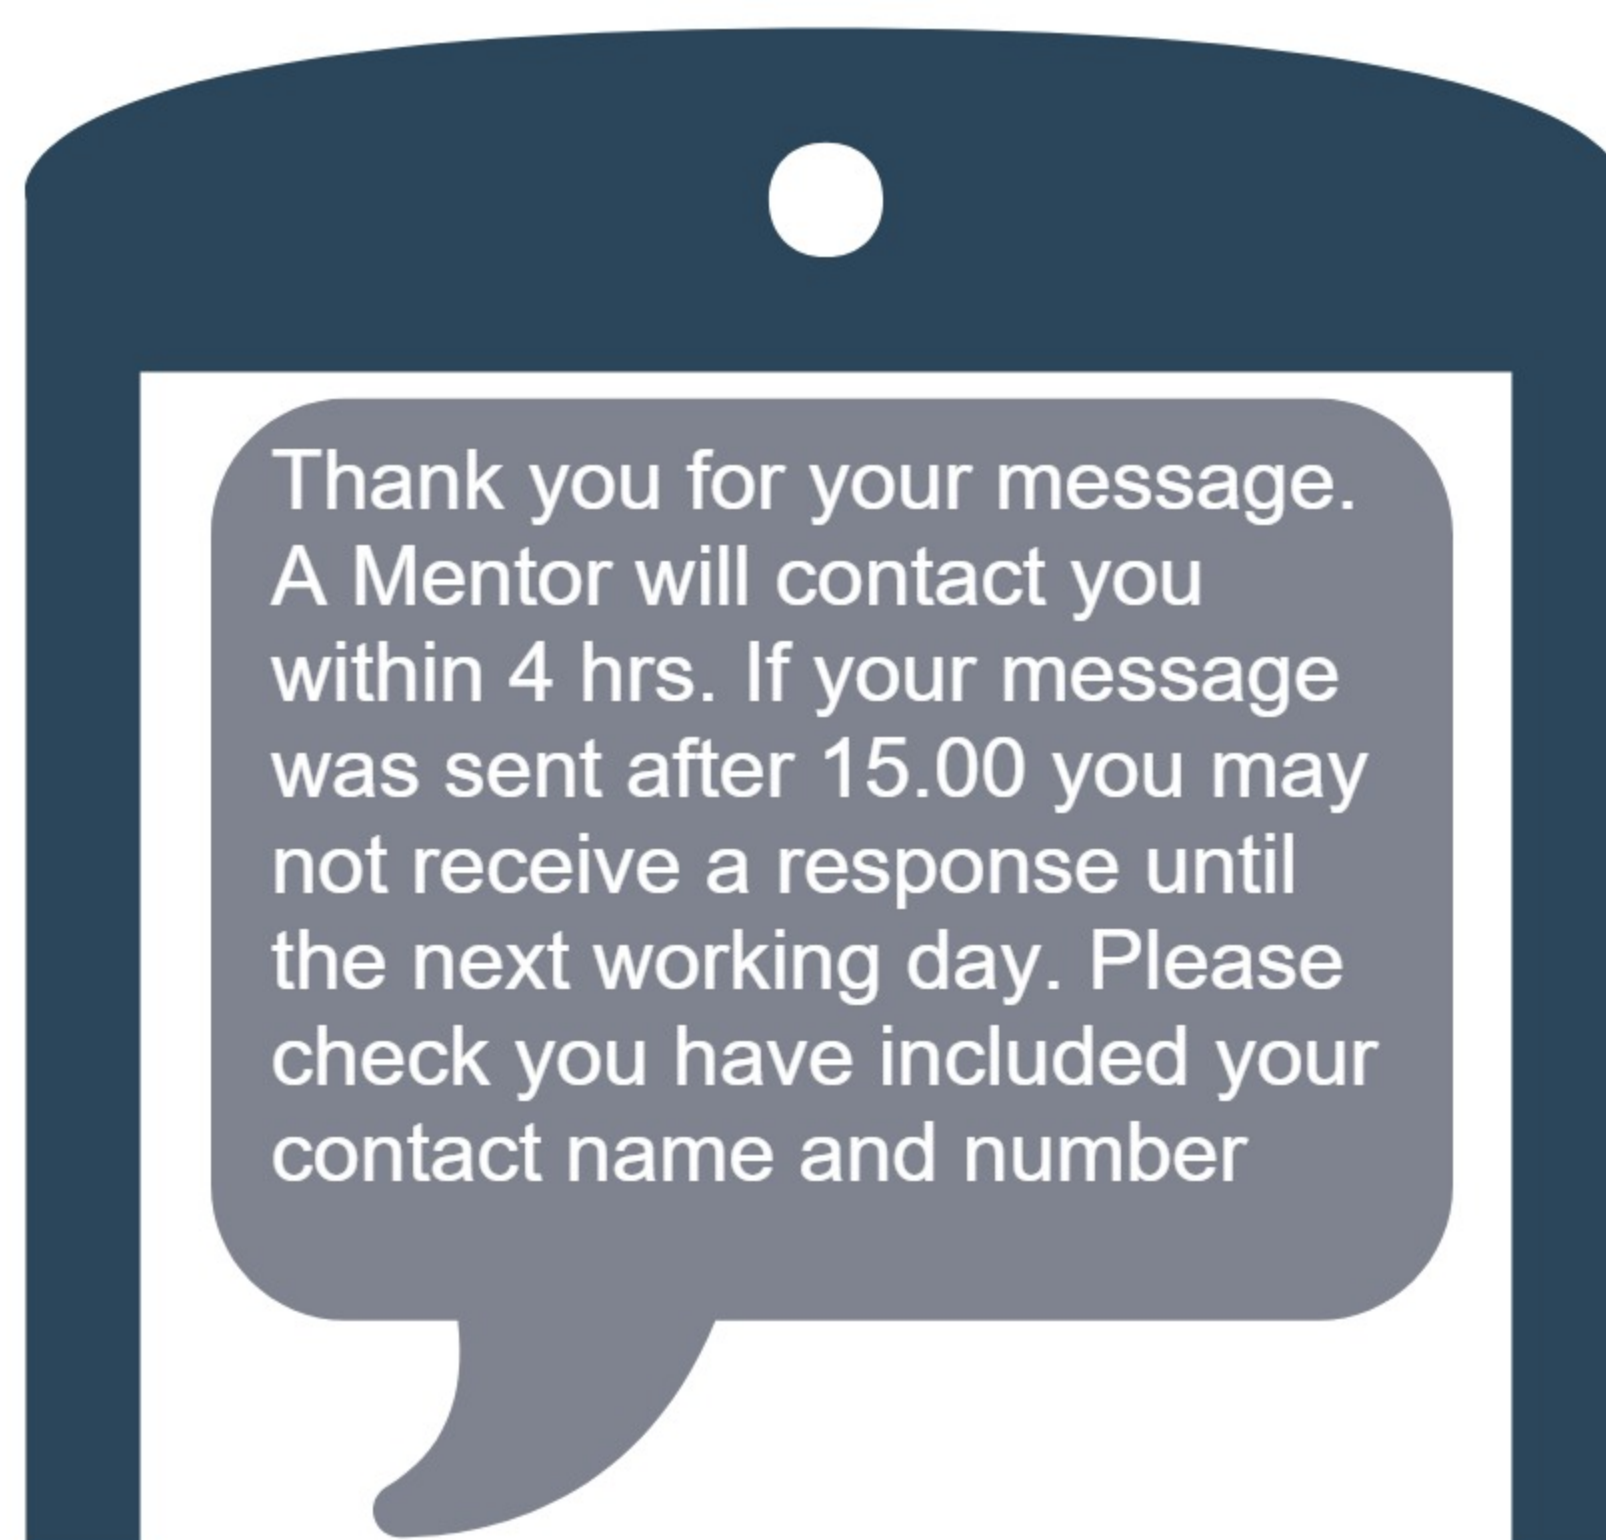 Thank you for your message.
A Mentor will contact you
within 4 hrs. If your message
was sent after 15.00 you may
not receive a response until
the next working day. Please
check you have included your
contact name and number